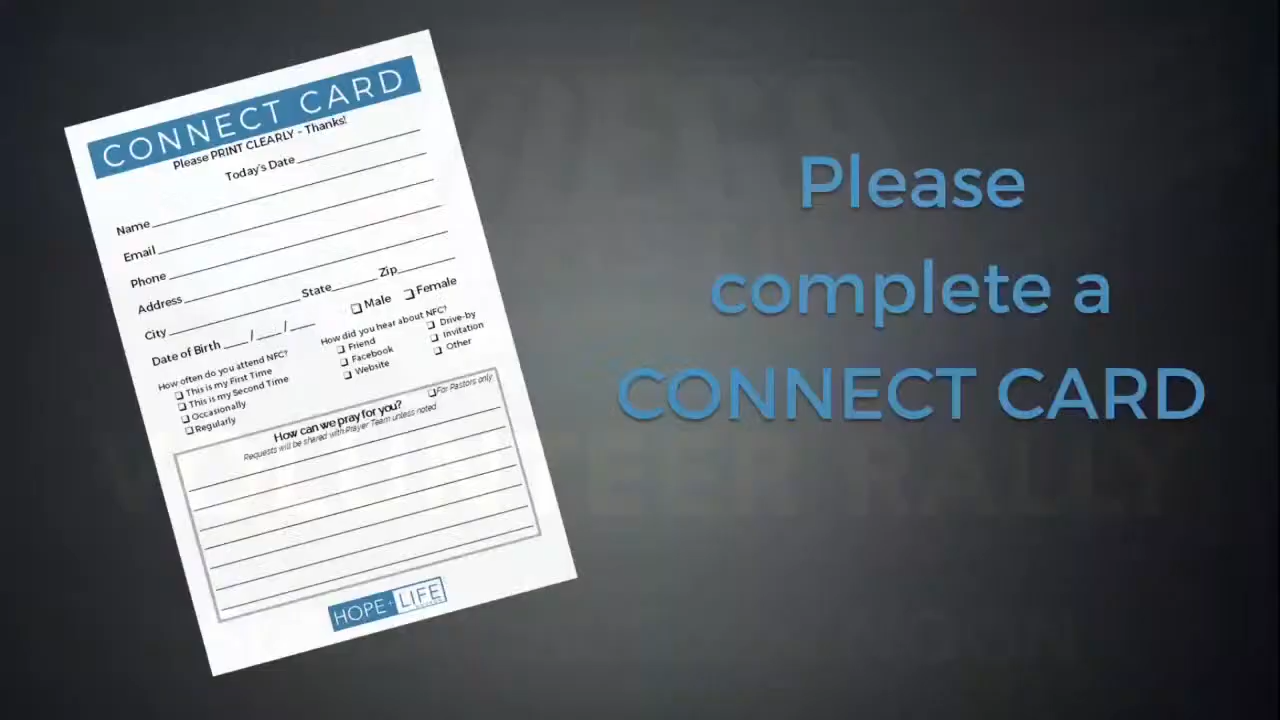 CONNECT CARD
Please PRINT CLEARLY - Thanks!
Today's Date
Name
Email
Phone
Address
City State Zip
Date of Birth / / Male Female
How often do you attend NFC?
This is my First Time
This is my Second Time
Occasionally
Regularly
How did you hear about NFC?
Friend
Facebook
Website
Drive-by
Invitation
Other
For Pastors only
How can we pray for you?
Requests will be shared with Prayer Team unless noted
HOPE + LIFE
Please
complete a
CONNECT CARD
RALLY